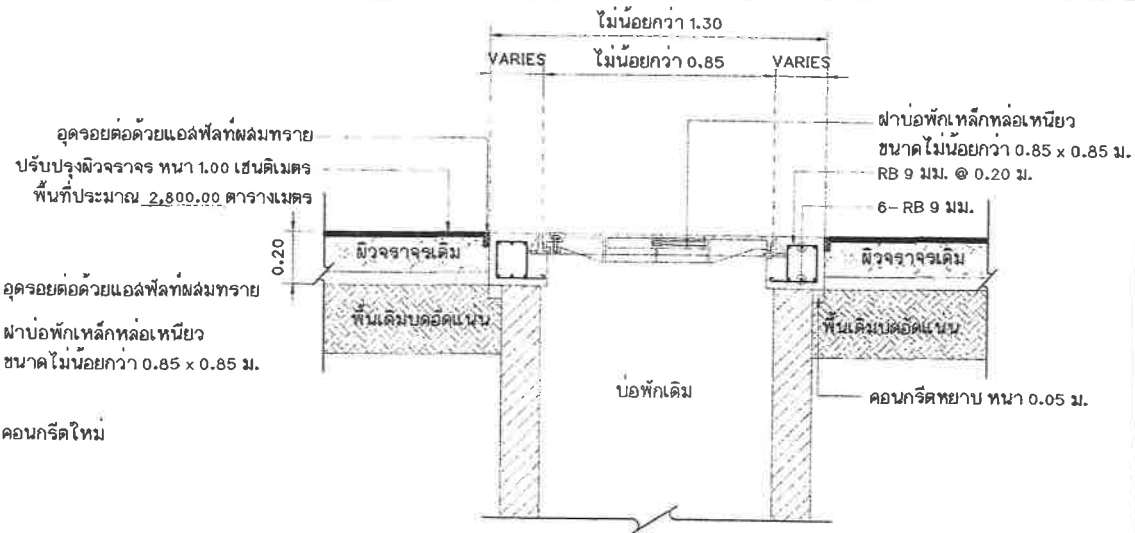 ไม่น้อยกว่า 1.30
VARIES
ไม่น้อยกว่า 0.85
VARIES
อุดรอยต่อด้วยแอสฟัลท์ผสมทราย
ปรับปรุงผิวจราจร หนา 1.00 เซนติเมตร
พื้นที่ประมาณ 2,800.00 ตารางเมตร
ฝาบ่อพักเหล็กหล่อเหนียว
ขนาดไม่น้อยกว่า 0.85 x 0.85 ม.
RB 9 มม. @ 0.20 ม.
6- RB 9 มม.
0.20
ผิวจราจรเดิม
ผิวจราจรเดิม
อุดรอยต่อด้วยแอสฟัลท์ผสมทราย
พื้นเดิมบดอัดแน่น
พื้นเดิมบดอัดแน่น
ฝาบ่อพักเหล็กหล่อเหนียว
ขนาดไม่น้อยกว่า 0.85 x 0.85 ม.
บ่อพักเดิม
คอนกรีตหยาบ หนา 0.05 ม.
คอนกรีตใหม่